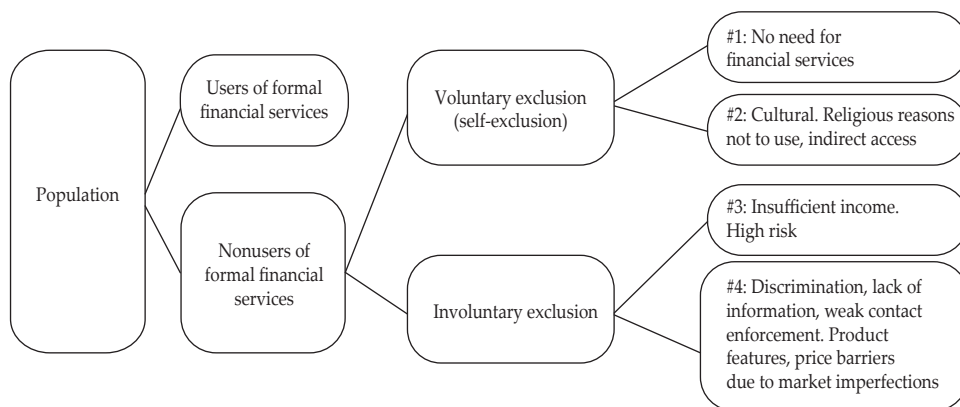 Population
Users of formal
financial services
Nonusers of
formal financial
services
Voluntary exclusion
(self-exclusion)
Involuntary exclusion
#1: No need for
financial services
#2: Cultural. Religious reasons
not to use, indirect access
#3: Insufficient income.
High risk
#4: Discrimination, lack of
information, weak contact
enforcement. Product
features, price barriers
due to market imperfections